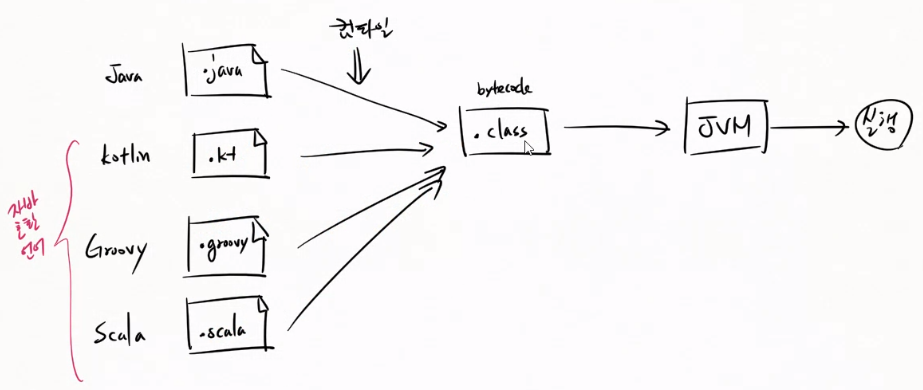 컴파일
Java
.java
bytecode
.class
JVM
실행
kotlin
.kt
자바
호환
언어
Groovy
.groovy
Scala
.scala